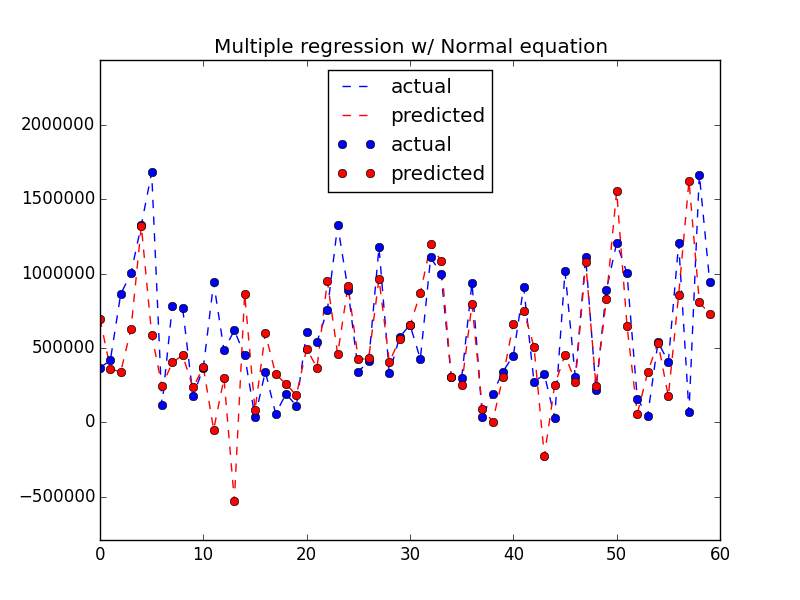 Multiple regression w/ Normal equation
actual
predicted
actual
predicted
2000000
1500000
1000000
500000
0
−500000
0 10 20 30 40 50 60